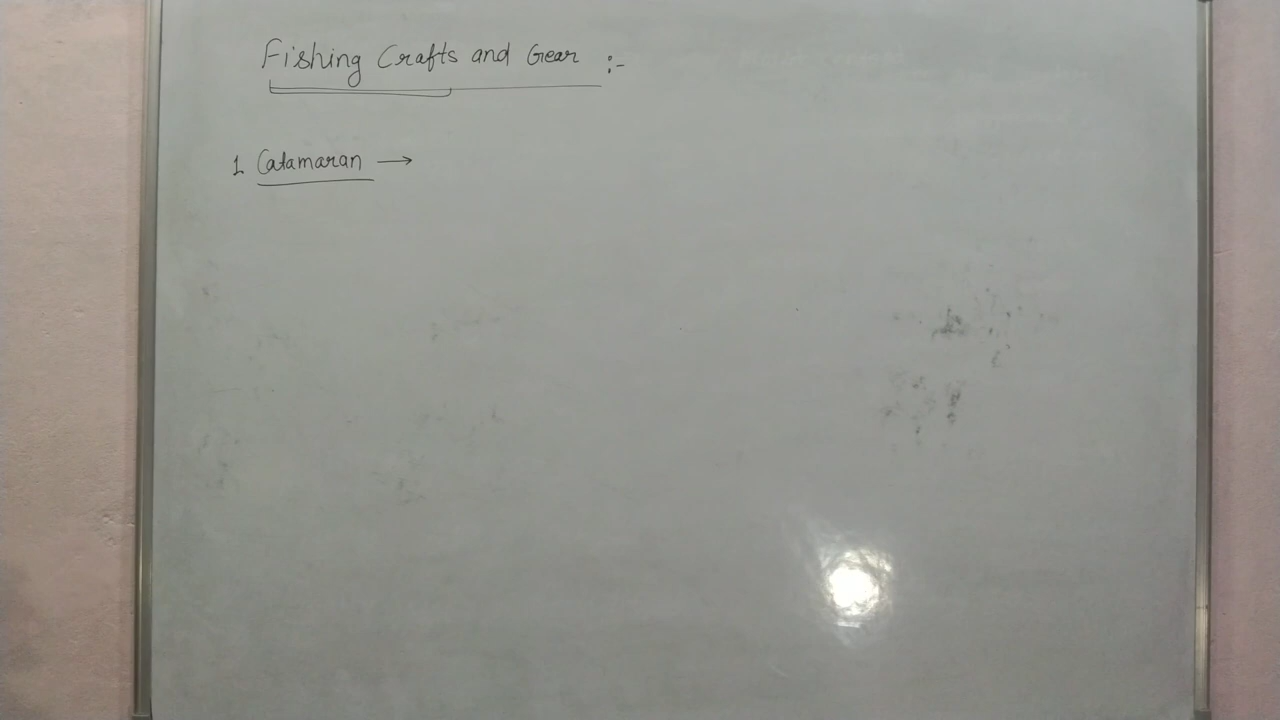 Fishing Crafts and Gear :-
1. Catamaran →